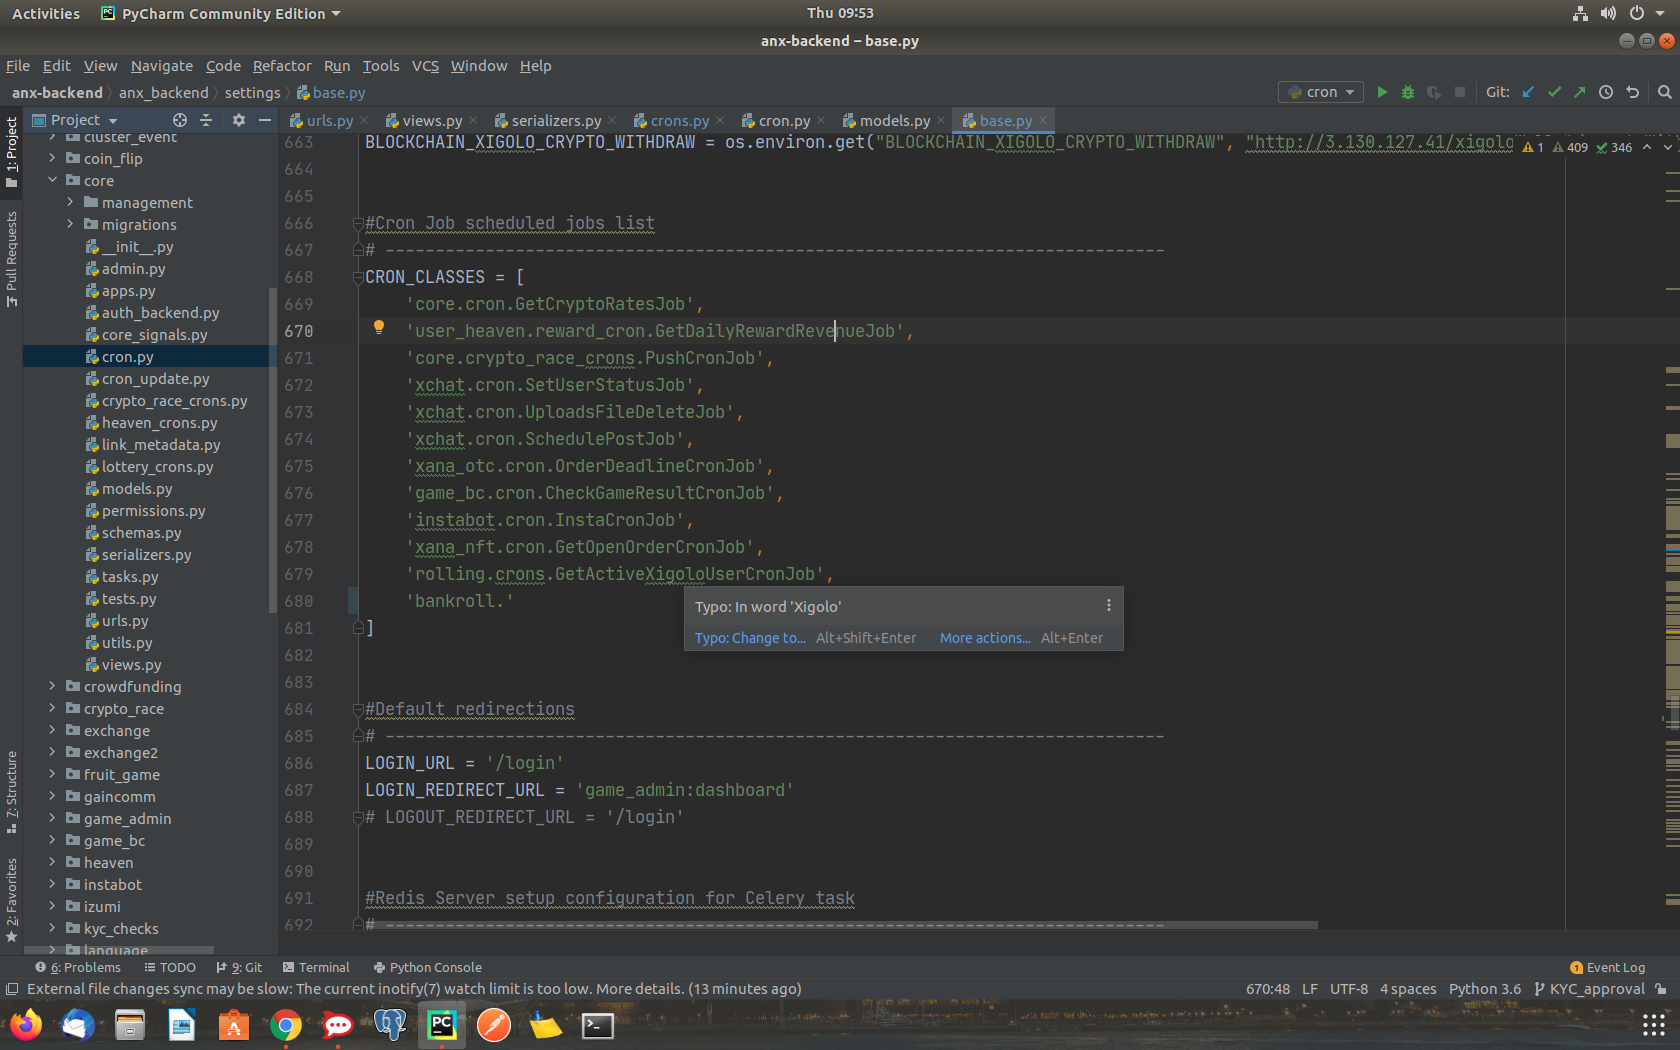 Activities PyCharm Community Edition Thu 09:53
anx-backend – base.py
File Edit View Navigate Code Refactor Run Tools VCS Window Help
anx-backend anx_backend settings base.py cron Git:
Project urls.py views.py serializers.py crons.py cron.py models.py base.py
1: Project
Pull Requests
7: Structure
2: Favorites
cluster_event
coin_flip
core
management
migrations
__init__.py
admin.py
apps.py
auth_backend.py
core_signals.py
cron.py
cron_update.py
crypto_race_crons.py
heaven_crons.py
link_metadata.py
lottery_crons.py
models.py
permissions.py
schemas.py
serializers.py
tasks.py
tests.py
urls.py
utils.py
views.py
crowdfunding
crypto_race
exchange
exchange2
fruit_game
gaincomm
game_admin
game_bc
heaven
instabot
izumi
kyc_checks
language
663 BLOCKCHAIN_XIGOLO_CRYPTO_WITHDRAW = os.environ.get("BLOCKCHAIN_XIGOLO_CRYPTO_WITHDRAW", "http://3.130.127.41/xigolo
1 409 346
664
665
666 #Cron Job scheduled jobs list
667 # ------------------------------------------------------------------------------
668 CRON_CLASSES = [
669 'core.cron.GetCryptoRatesJob',
670 'user_heaven.reward_cron.GetDailyRewardRevenueJob',
671 'core.crypto_race_crons.PushCronJob',
672 'xchat.cron.SetUserStatusJob',
673 'xchat.cron.UploadsFileDeleteJob',
674 'xchat.cron.SchedulePostJob',
675 'xana_otc.cron.OrderDeadlineCronJob',
676 'game_bc.cron.CheckGameResultCronJob',
677 'instabot.cron.InstaCronJob',
678 'xana_nft.cron.GetOpenOrderCronJob',
679 'rolling.crons.GetActiveXigoloUserCronJob',
680 'bankroll.'
681 ]
Typo: In word 'Xigolo'
Typo: Change to... Alt+Shift+Enter More actions... Alt+Enter
682
683
684 #Default redirections
685 # ------------------------------------------------------------------------------
686 LOGIN_URL = '/login'
687 LOGIN_REDIRECT_URL = 'game_admin:dashboard'
688 # LOGOUT_REDIRECT_URL = '/login'
689
690
691 #Redis Server setup configuration for Celery task
692 # ------------------------------------------------------------------------------
6: Problems TODO 9: Git Terminal Python Console 1 Event Log
External file changes sync may be slow: The current inotify(7) watch limit is too low. More details. (13 minutes ago) 670:48 LF UTF-8 4 spaces Python 3.6 KYC_approval